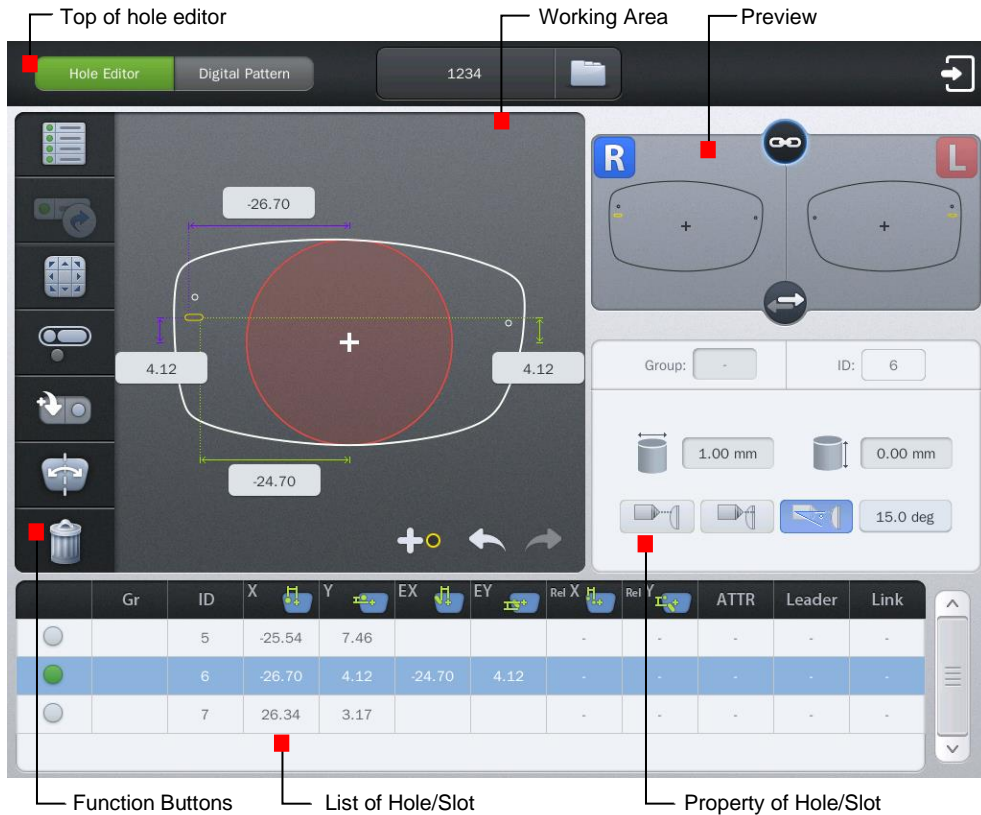 Top of hole editor
Working Area
Preview
Hole Editor
Digital Pattern
1234
R
L
-26.70
4.12
4.12
-24.70
Group: -
ID: 6
1.00 mm
0.00 mm
15.0 deg
Gr ID X Y EX EY Rel X Rel Y ATTR Leader Link
5 -25.54 7.46 - - - - -
6 -26.70 4.12 -24.70 4.12 - - - - -
7 26.34 3.17 - - - - -
Function Buttons
List of Hole/Slot
Property of Hole/Slot